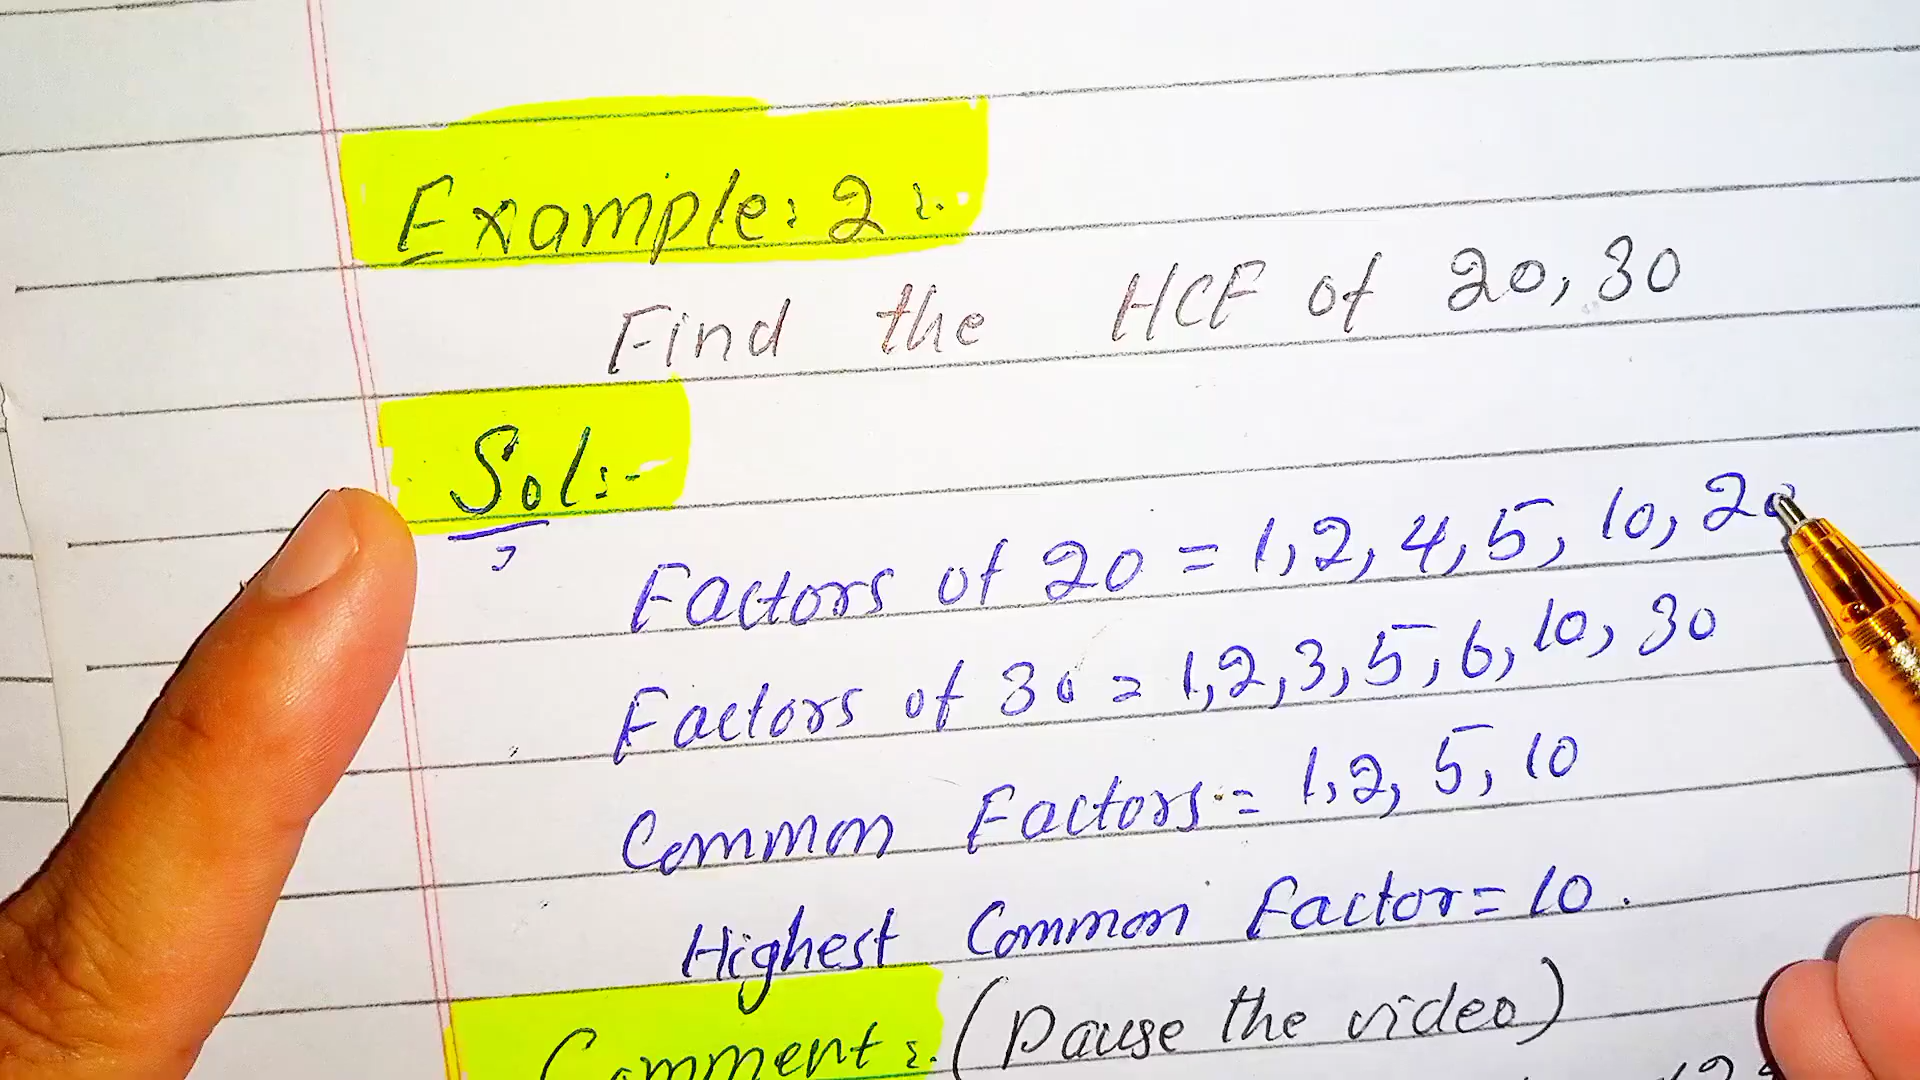 Example: 2 :.
Find the HCF of 20, 30
Sol:-
Factors of 20 = 1, 2, 4, 5, 10, 20
Factors of 30 = 1, 2, 3, 5, 6, 10, 30
Common Factors = 1, 2, 5, 10
Highest Common Factor = 10.
Comment :. (Pause the video)